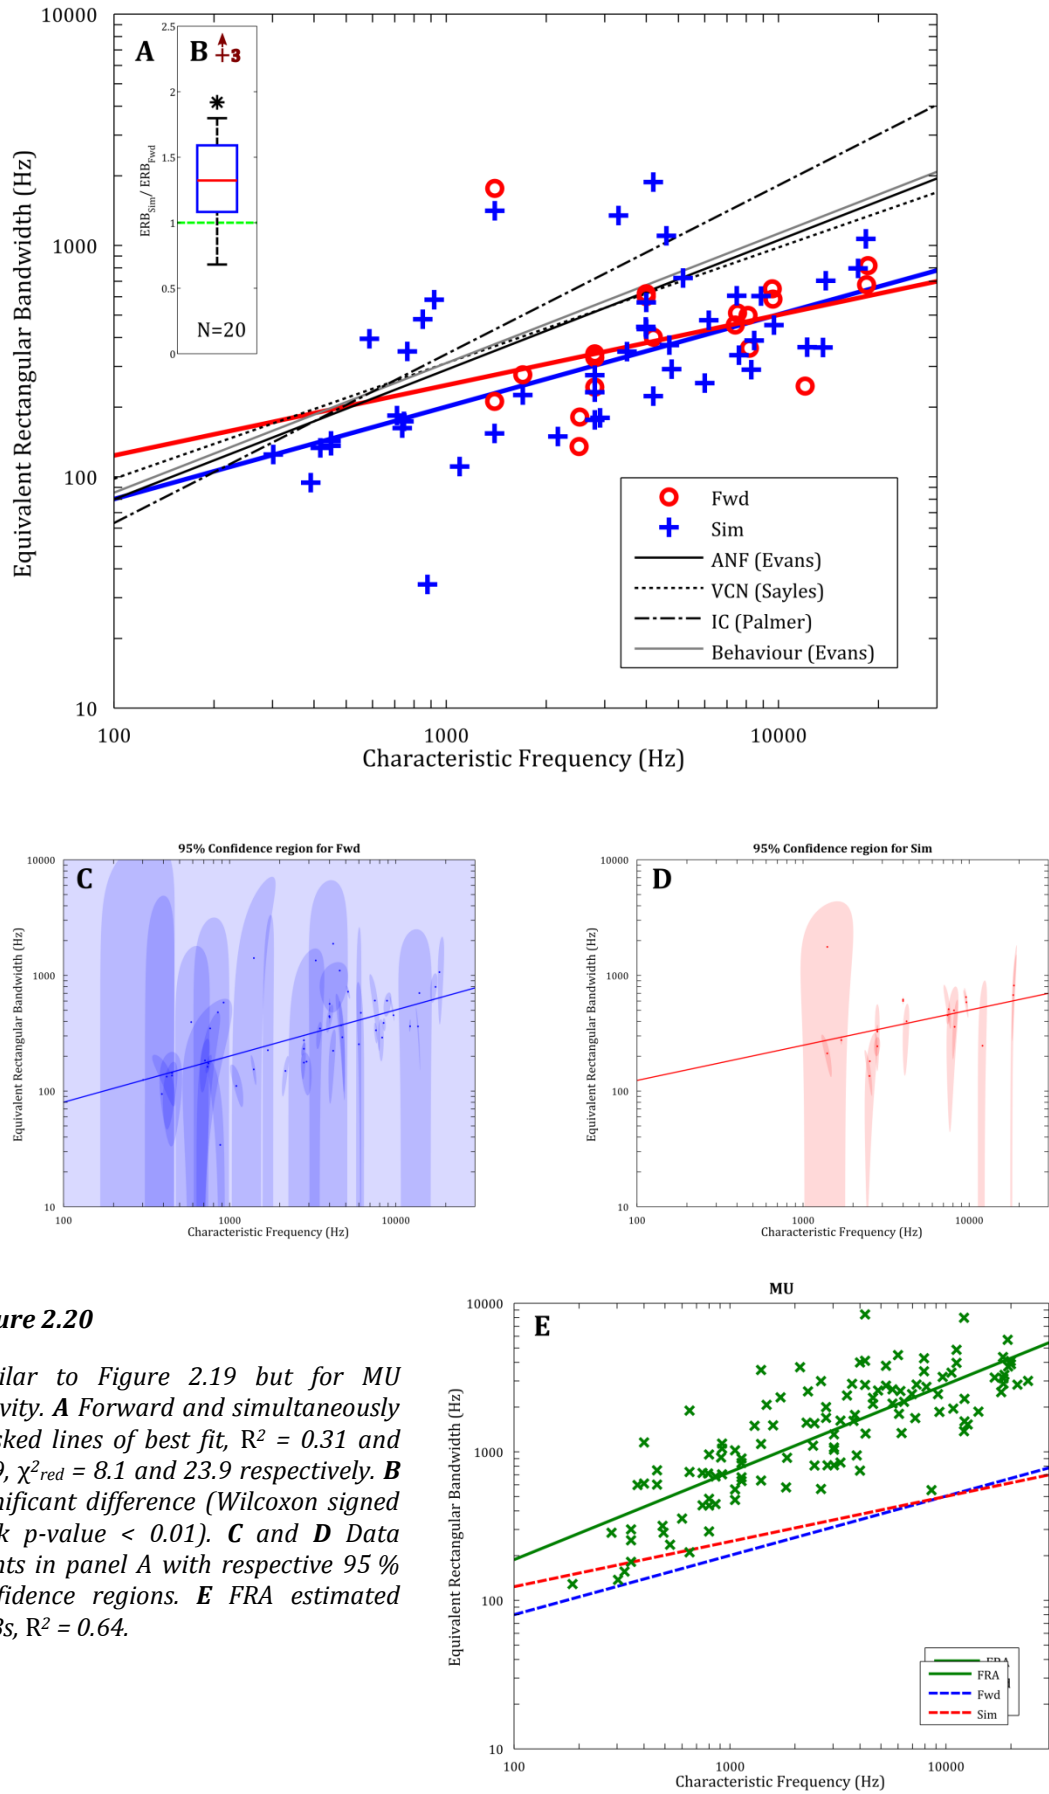 10000
1000
100
10
Equivalent Rectangular Bandwidth (Hz)
A
B
+3
2.5
2
1.5
1
0.5
0
ERB Sim/ ERB Fwd
N=20
Fwd
Sim
ANF (Evans)
VCN (Sayles)
IC (Palmer)
Behaviour (Evans)
100
1000
10000
Characteristic Frequency (Hz)
95% Confidence region for Fwd
C
10000
1000
100
10
Equivalent Rectangular Bandwidth (Hz)
100
1000
10000
Characteristic Frequency (Hz)
95% Confidence region for Sim
D
10000
1000
100
10
Equivalent Rectangular Bandwidth (Hz)
100
1000
10000
Characteristic Frequency (Hz)
ure 2.20
ilar to Figure 2.19 but for MU
ivity. A Forward and simultaneously
sked lines of best fit, R² = 0.31 and
9, χ²red = 8.1 and 23.9 respectively. B
nificant difference (Wilcoxon signed
k p-value < 0.01). C and D Data
nts in panel A with respective 95 %
fidence regions. E FRA estimated
Bs, R² = 0.64.
MU
E
10000
1000
100
10
Equivalent Rectangular Bandwidth (Hz)
FRA
Fwd
Sim
100
1000
10000
Characteristic Frequency (Hz)